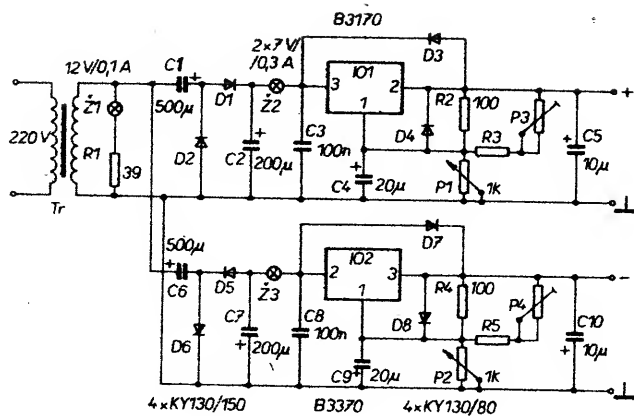 B3170
2×7 V/
/0,3 A
12 V/0,1 A
C1
D3
500µ
D1
Ž2
3
IO1
2
1
+
Ž1
R2
100
P3
220 V
R1
D2
C2
C3
D4
R3
C5
39
200µ
100n
C4
20µ
P1
1K
10µ
Tr
500µ
D7
C6
D5
Ž3
2
IO2
3
1
−
R4
100
P4
D6
C7
C8
D8
R5
C10
200µ
100n
C9
20µ
P2
1K
10µ
4×KY130/150
B3370
4×KY130/80